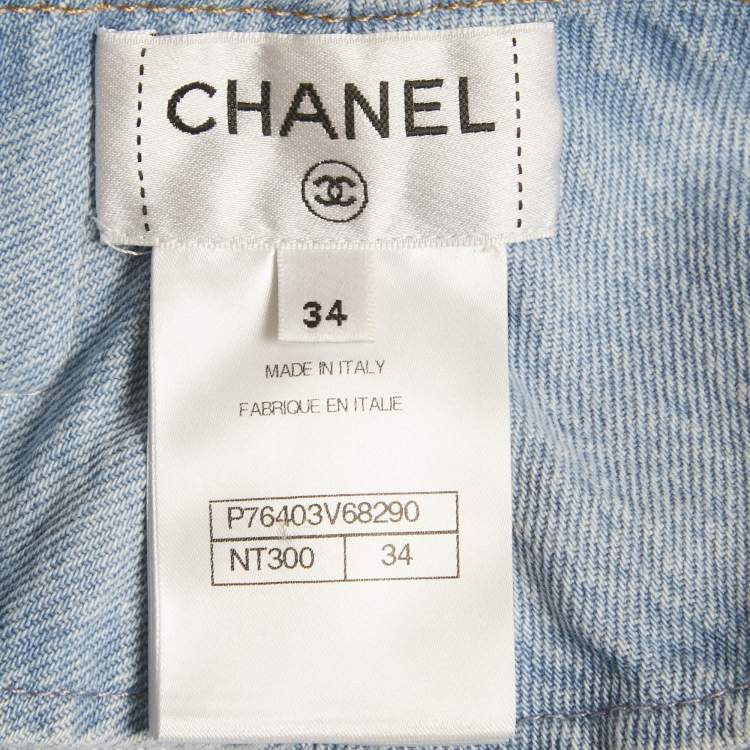 CHANEL
34
MADE IN ITALY
FABRIQUE EN ITALIE
P76403V68290
NT300 34